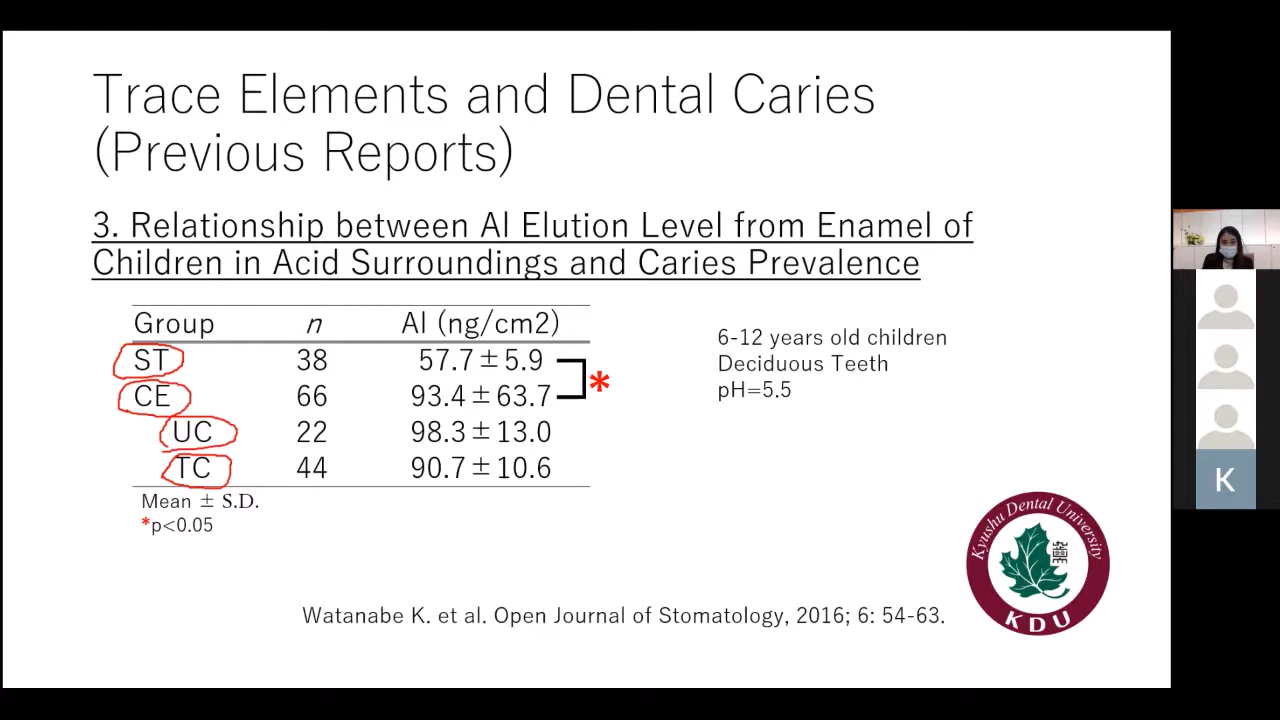 Trace Elements and Dental Caries
(Previous Reports)
3. Relationship between Al Elution Level from Enamel of
Children in Acid Surroundings and Caries Prevalence
Group n Al (ng/cm2)
ST 38 57.7±5.9
CE 66 93.4±63.7
*
UC 22 98.3±13.0
TC 44 90.7±10.6
Mean ± S.D.
*p<0.05
6-12 years old children
Deciduous Teeth
pH=5.5
Watanabe K. et al. Open Journal of Stomatology, 2016; 6: 54-63.
Kyushu Dental University
KDU
K